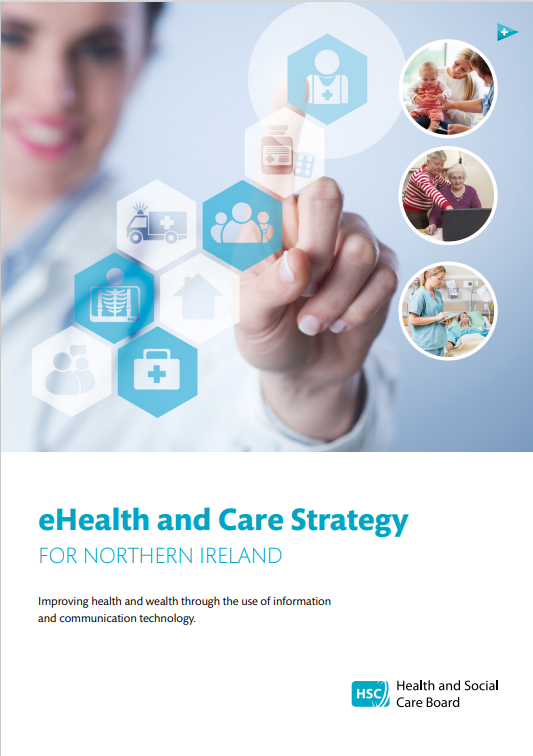 eHealth and Care Strategy
FOR NORTHERN IRELAND
Improving health and wealth through the use of information
and communication technology.
HSC
Health and Social
Care Board